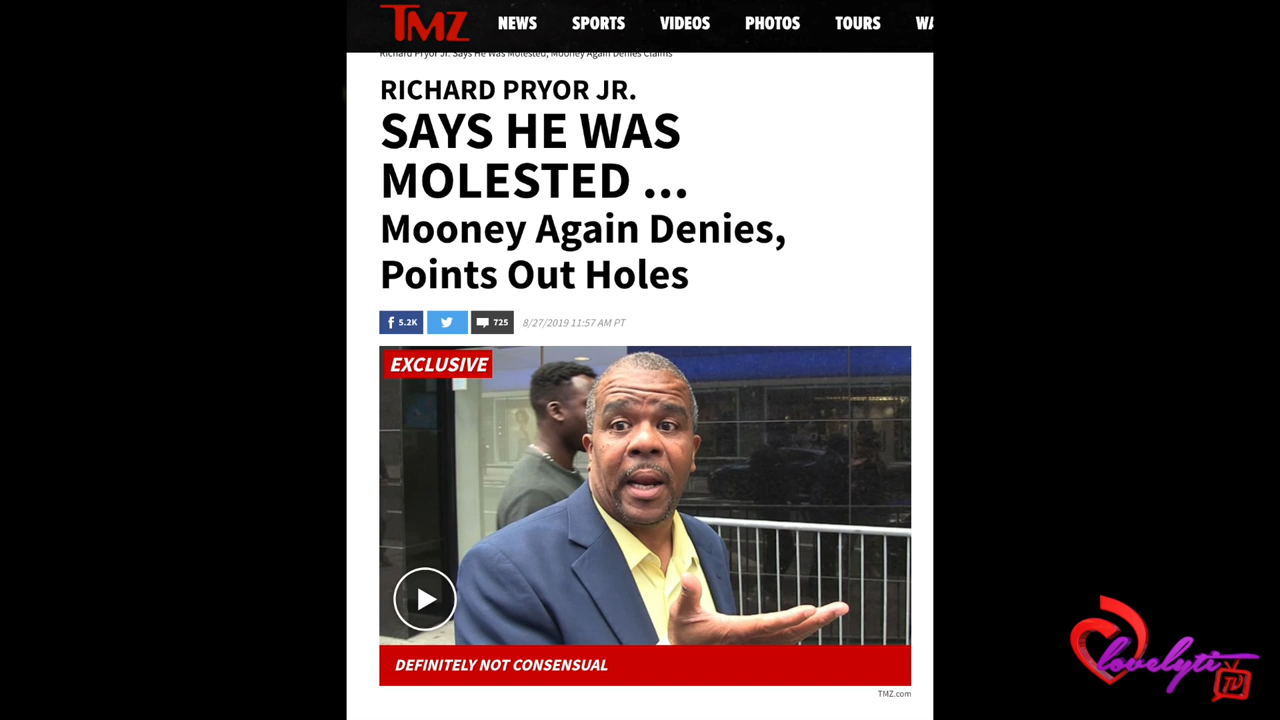 TMZ
NEWS SPORTS VIDEOS PHOTOS TOURS WA
Richard Pryor Jr. Says He Was Molested, Mooney Again Denies Claims
RICHARD PRYOR JR.
SAYS HE WAS
MOLESTED ...
Mooney Again Denies,
Points Out Holes
5.2K 725 8/27/2019 11:57 AM PT
EXCLUSIVE
DEFINITELY NOT CONSENSUAL
TMZ.com
lovelyti
TV